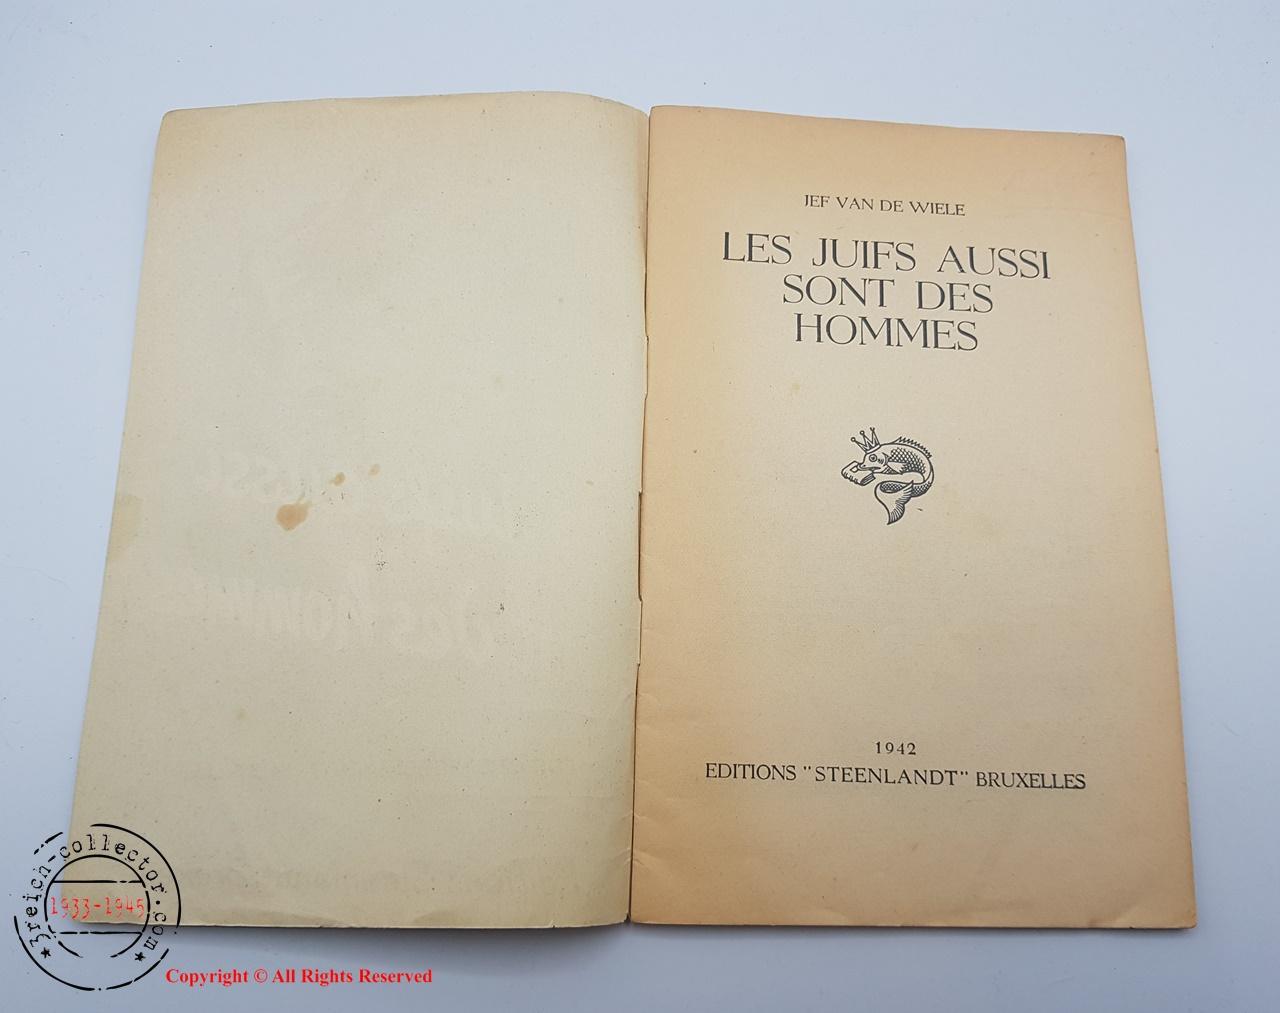 JEF VAN DE WIELE
LES JUIFS AUSSI
SONT DES
HOMMES
1942
EDITIONS "STEENLANDT" BRUXELLES
3reich-collector.com
1933-1945
Copyright © All Rights Reserved